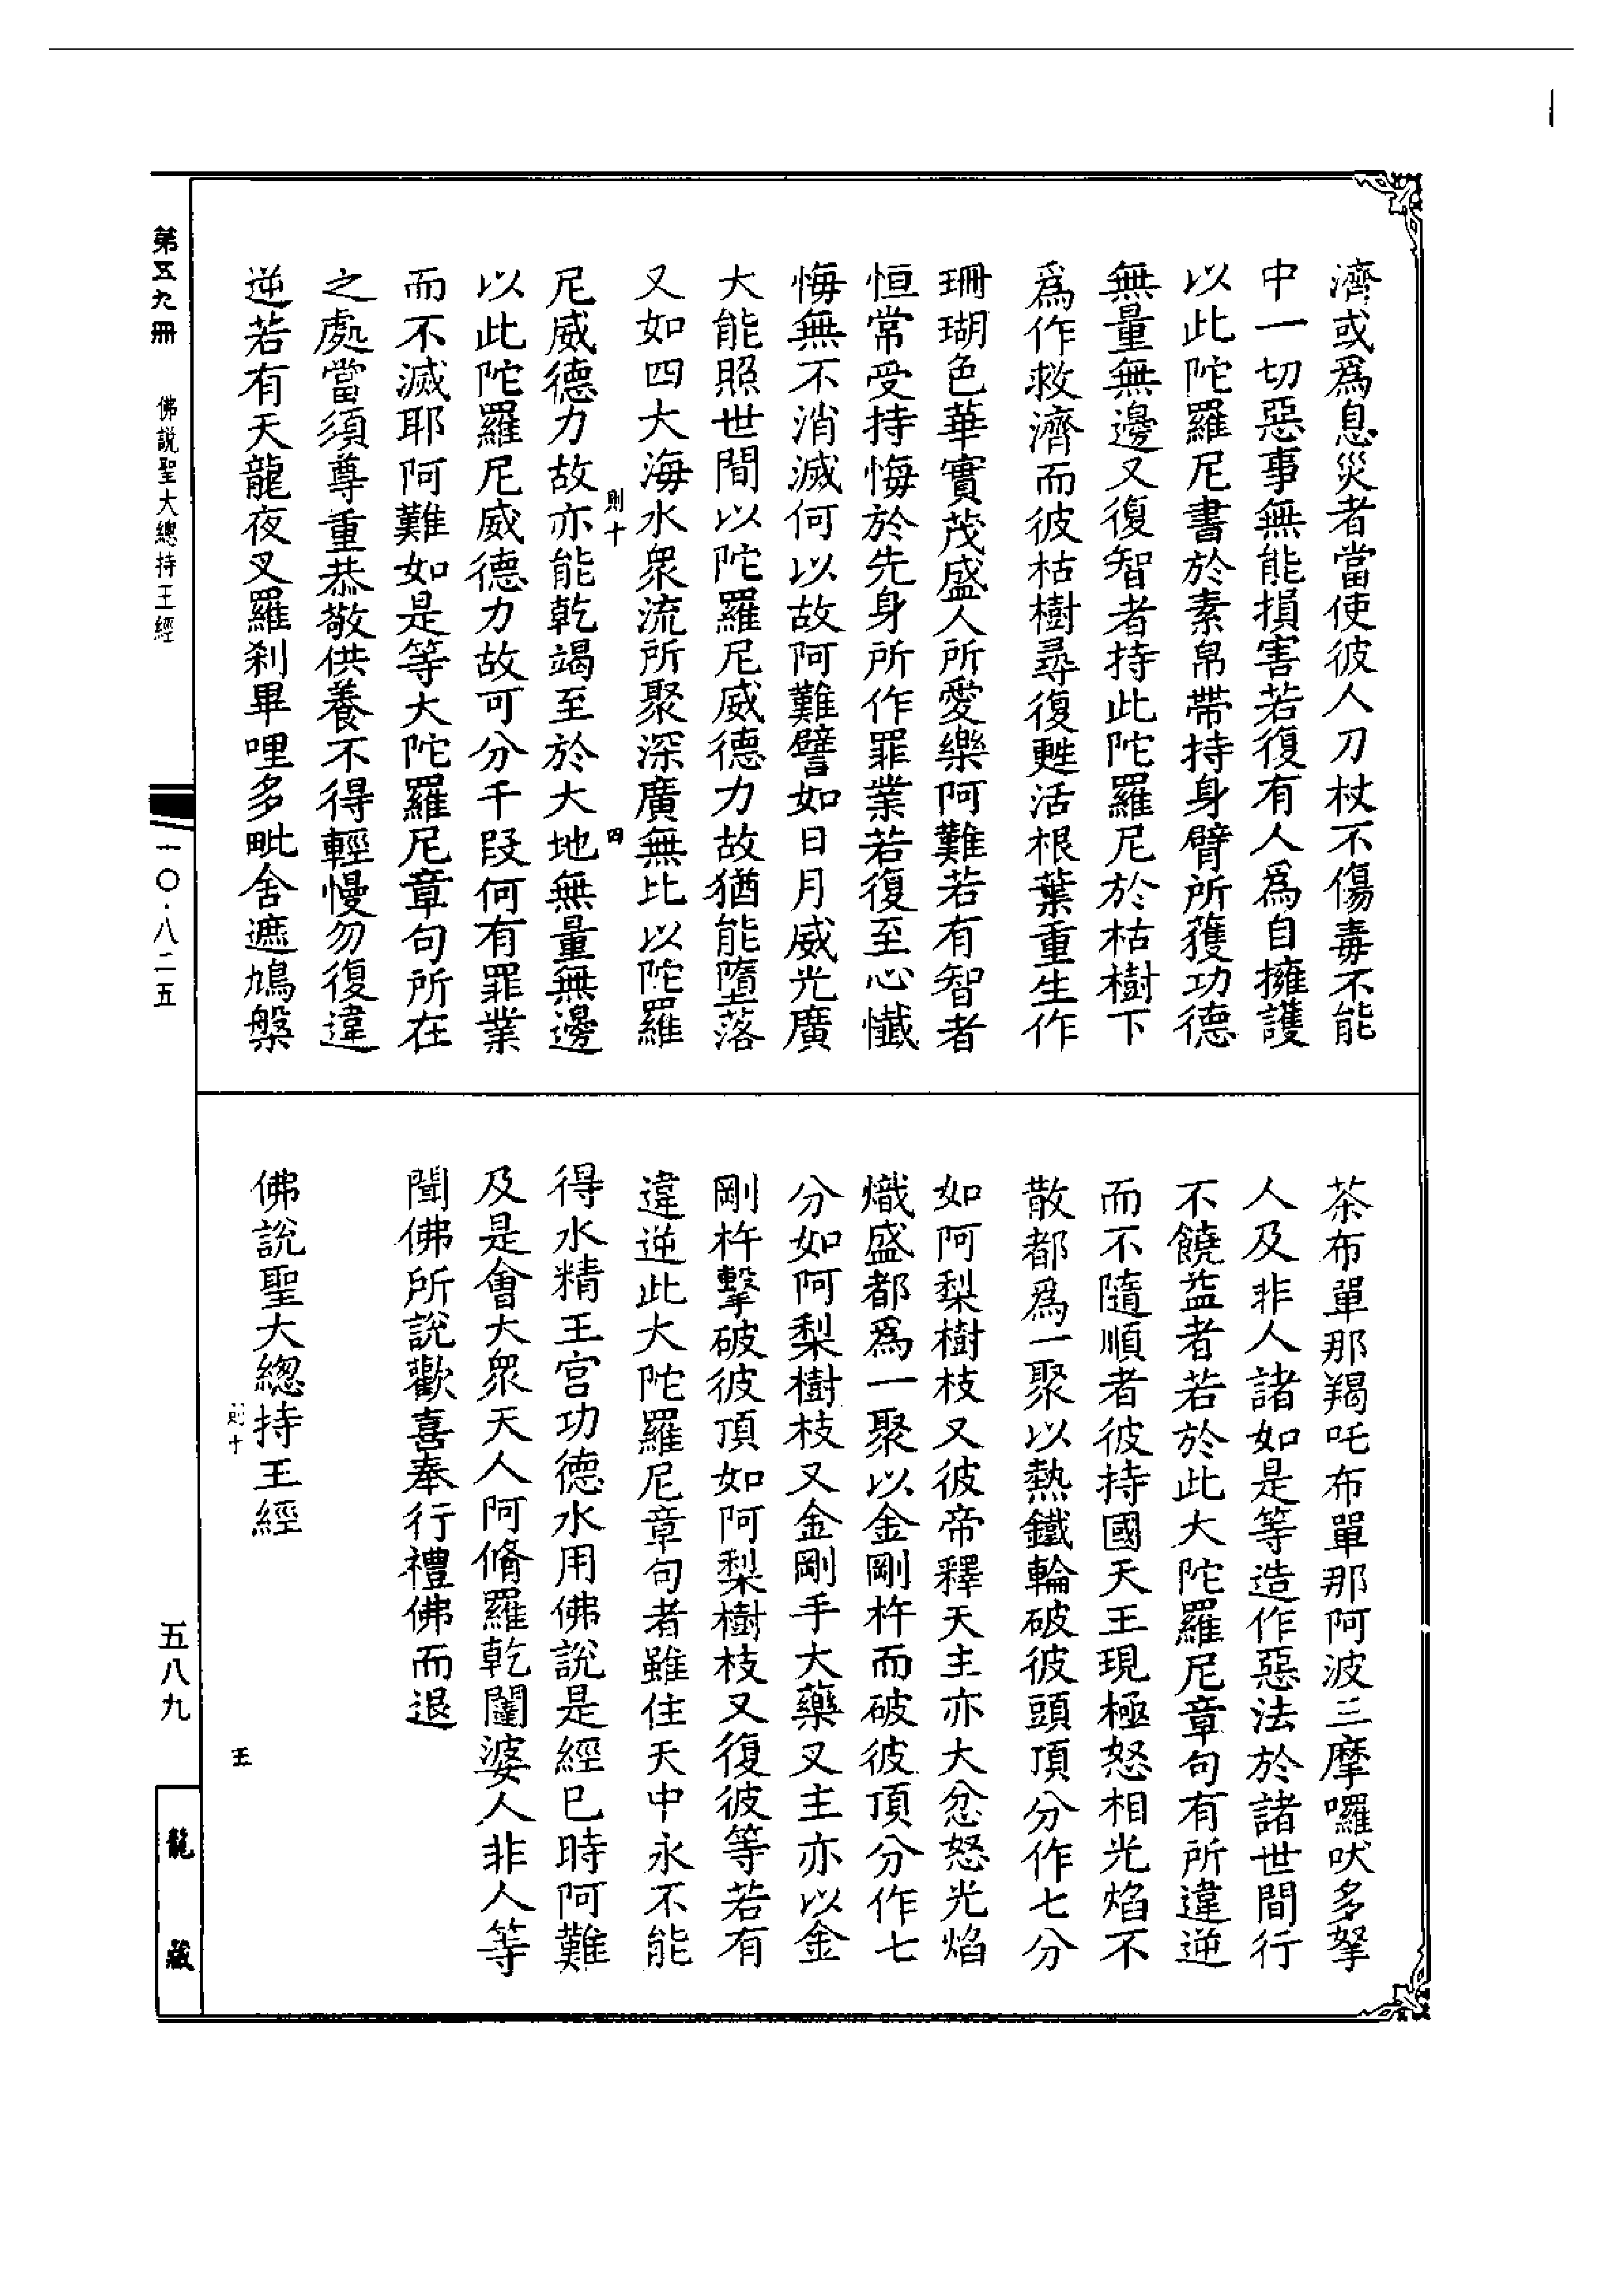 濟或爲息災者當使彼人刀杖不傷毒不能
中一切惡事無能損害若復有人爲自擁護
以此陀羅尼書於素帛帶持身臂所獲功德
無量無邊又復智者持此陀羅尼於枯樹下
爲作救濟而彼枯樹尋復甦活根葉重生作
珊瑚色華實茂盛人所愛樂阿難若有智者
恒常受持悔於先身所作罪業若復至心懺
悔無不消滅何以故阿難譬如日月威光廣
大能照世間以陀羅尼威德力故猶能墮落
又如四大海水衆流所聚深廣無比以陀羅
則十 四
尼威德力故亦能乾竭至於大地無量無邊
以此陀羅尼威德力故可分千段何有罪業
而不滅耶阿難如是等大陀羅尼章句所在
之處當須尊重恭敬供養不得輕慢勿復違
逆若有天龍夜叉羅剎畢哩多毗舍遮鳩槃
茶布單那羯吒布單那阿波三摩囉吠多拏
人及非人諸如是等造作惡法於諸世間行
不饒益者若於此大陀羅尼章句有所違逆
而不隨順者彼持國天王現極怒相光焰不
散都爲一聚以熱鐵輪破彼頭頂分作七分
如阿梨樹枝又彼帝釋天主亦大忿怒光焰
熾盛都爲一聚以金剛杵而破彼頂分作七
分如阿梨樹枝又金剛手大藥叉主亦以金
剛杵擊破彼頂如阿梨樹枝又復彼等若有
違逆此大陀羅尼章句者雖住天中永不能
得水精王宮功德水用佛說是經已時阿難
及是會大衆天人阿脩羅乾闥婆人非人等
聞佛所說歡喜奉行禮佛而退
佛說聖大總持王經
則十 五
第五九冊 佛說聖大總持王經 一〇·八二五 五八九 龍藏